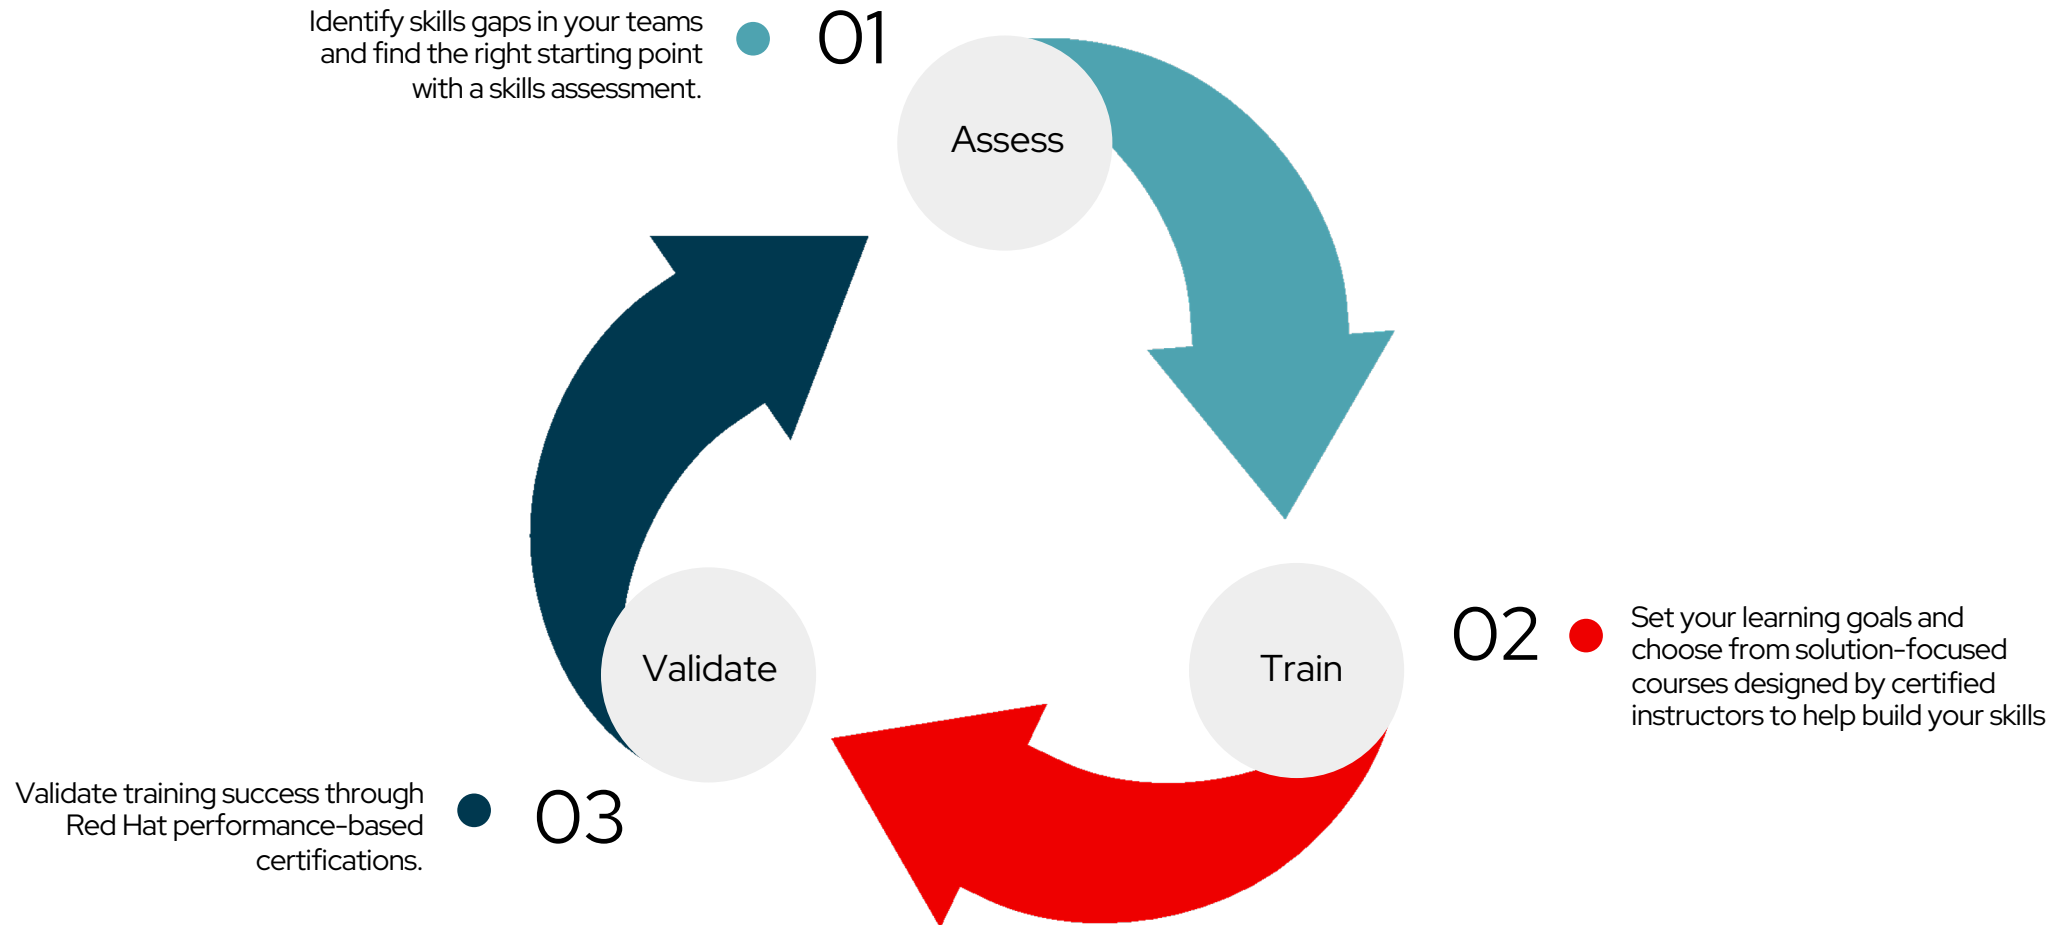 Identify skills gaps in your teams
and find the right starting point
with a skills assessment.
01
Assess
Train
02
Set your learning goals and
choose from solution-focused
courses designed by certified
instructors to help build your skills
Validate
03
Validate training success through
Red Hat performance-based
certifications.